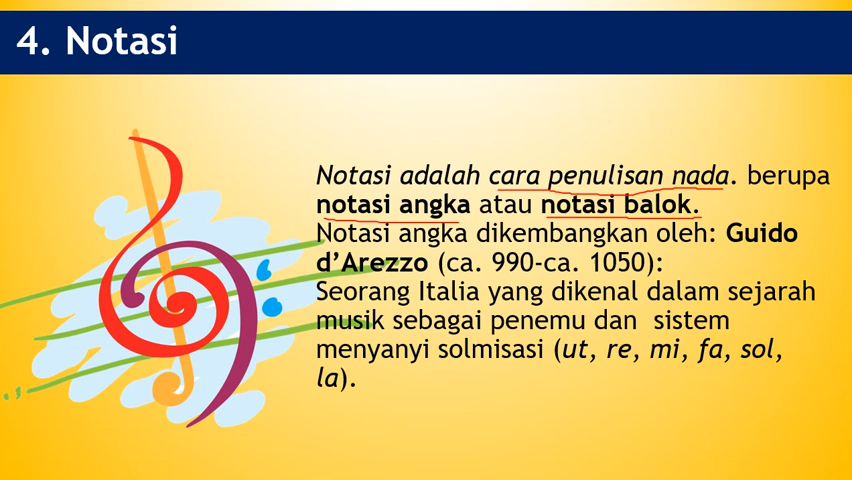 4. Notasi
Notasi adalah cara penulisan nada. berupa
notasi angka atau notasi balok.
Notasi angka dikembangkan oleh: Guido
d’Arezzo (ca. 990-ca. 1050):
Seorang Italia yang dikenal dalam sejarah
musik sebagai penemu dan sistem
menyanyi solmisasi (ut, re, mi, fa, sol,
la).